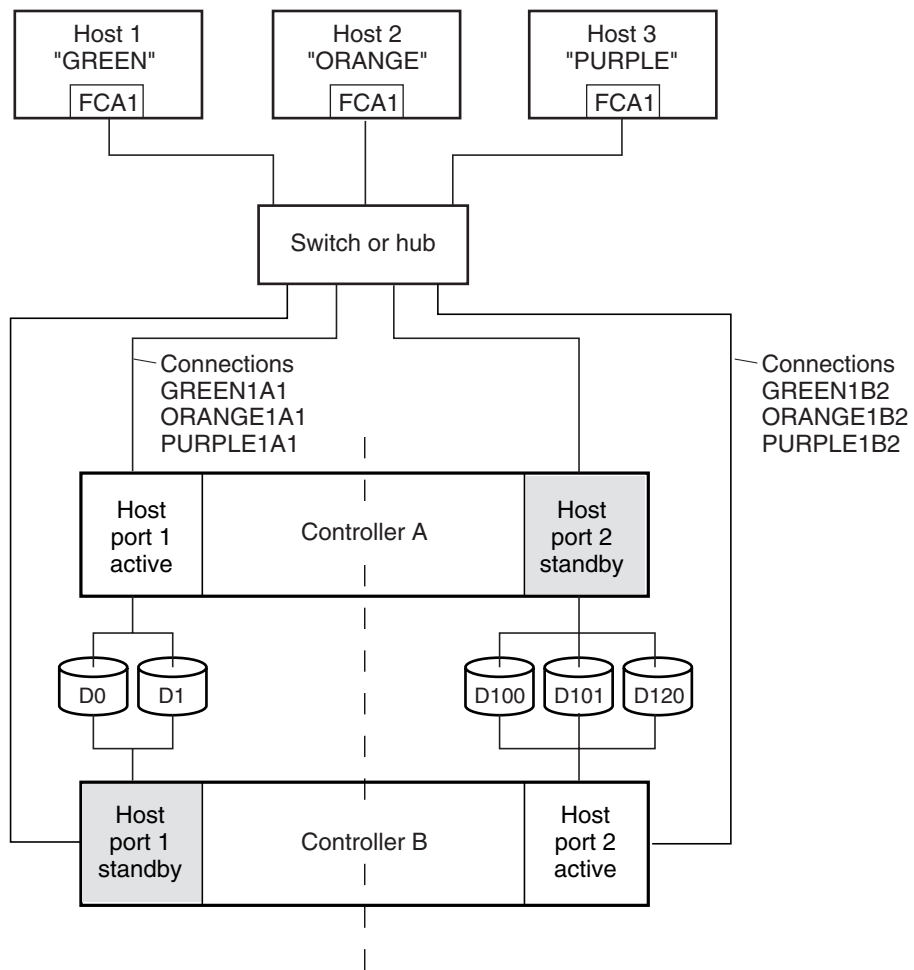 Host 1
"GREEN"
FCA1
Host 2
"ORANGE"
FCA1
Host 3
"PURPLE"
FCA1
Switch or hub
Connections
GREEN1A1
ORANGE1A1
PURPLE1A1
Connections
GREEN1B2
ORANGE1B2
PURPLE1B2
Host
port 1
active
Controller A
Host
port 2
standby
D0
D1
D100
D101
D120
Host
port 1
standby
Controller B
Host
port 2
active